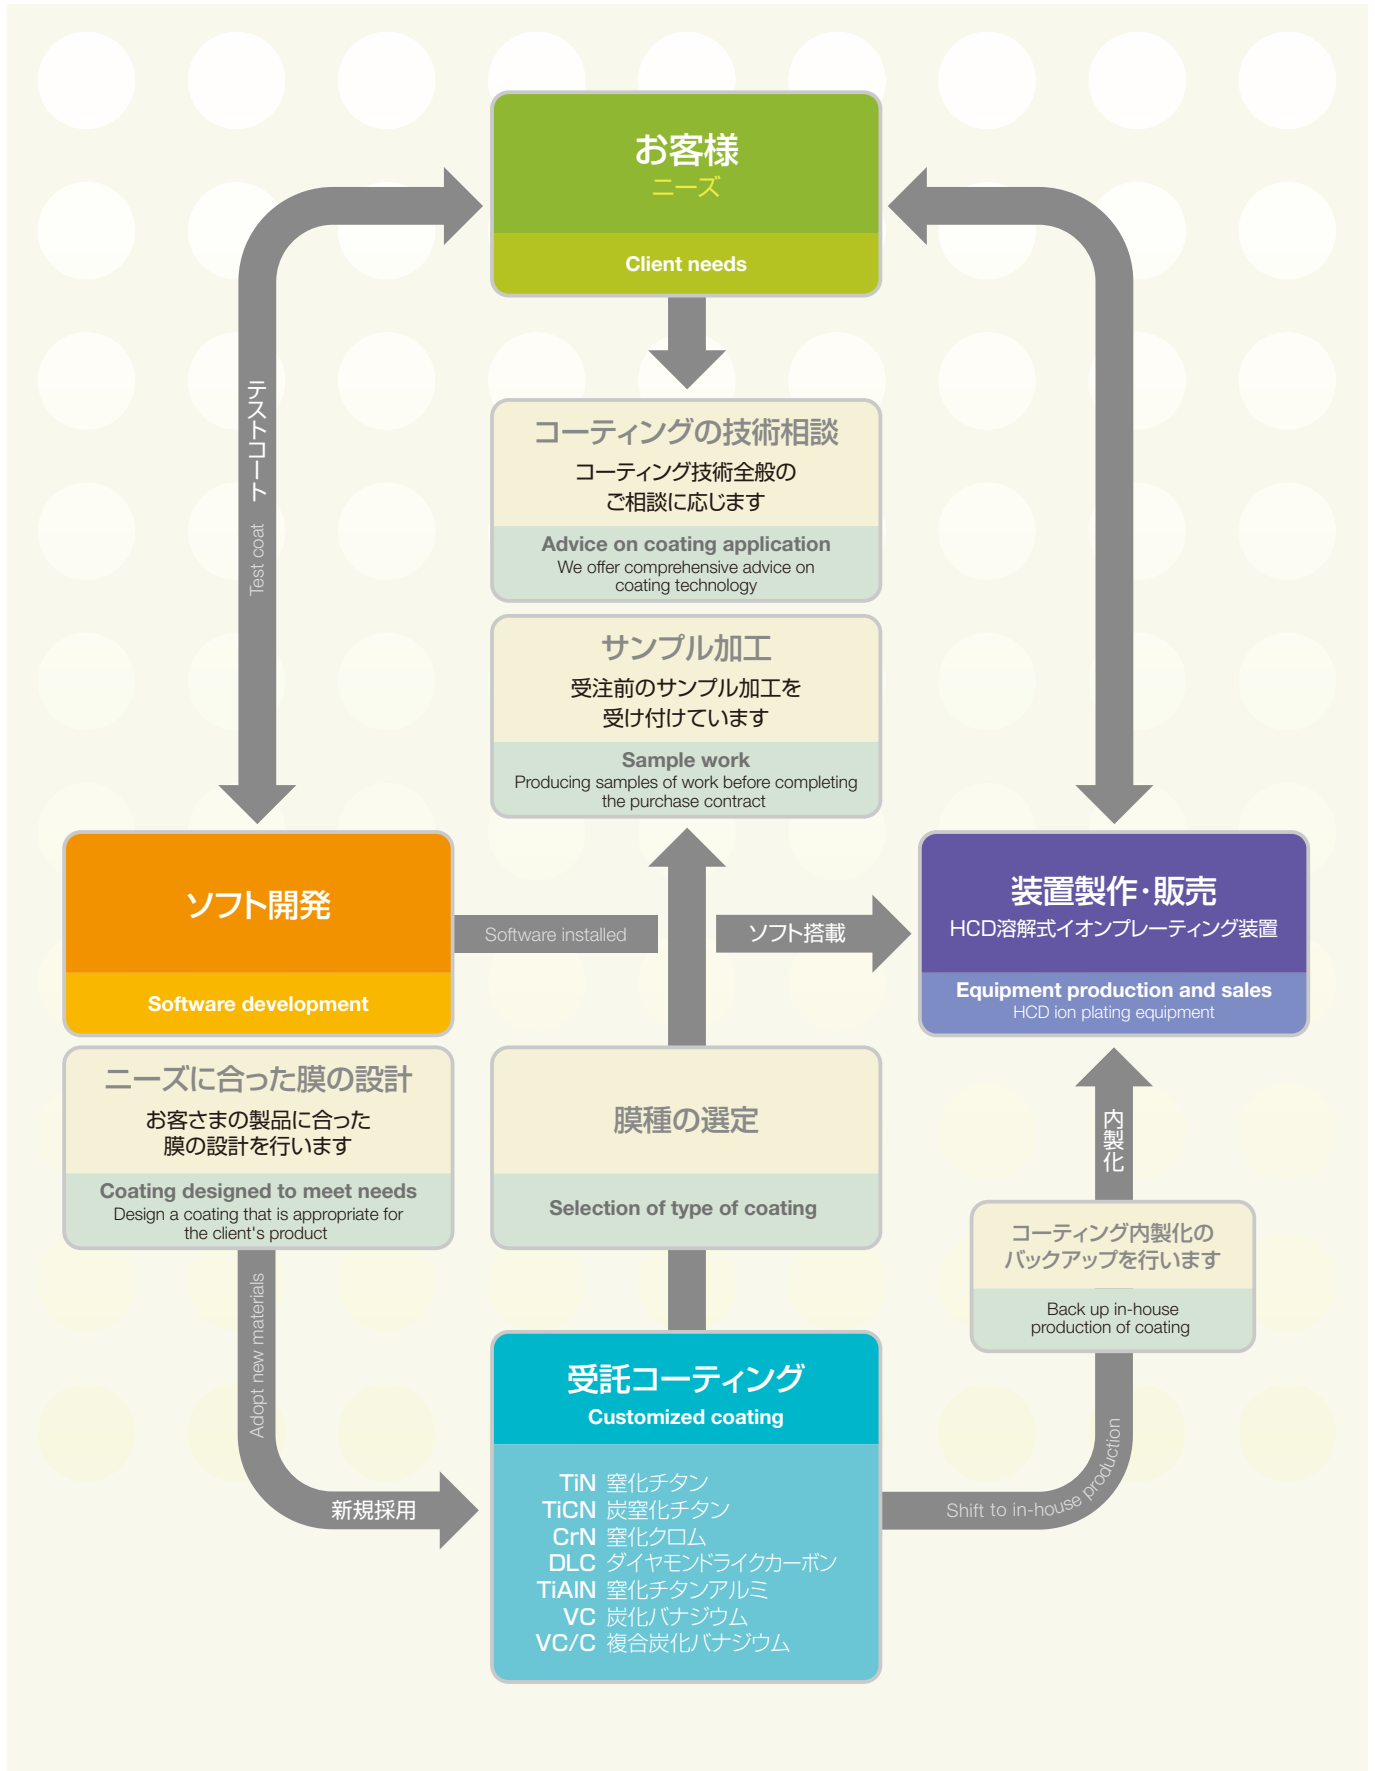 お客様
ニーズ
Client needs
テストコート
Test coat
コーティングの技術相談
コーティング技術全般の
ご相談に応じます
Advice on coating application
We offer comprehensive advice on
coating technology
サンプル加工
受注前のサンプル加工を
受け付けています
Sample work
Producing samples of work before completing
the purchase contract
ソフト開発
Software development
Software installed
ソフト搭載
装置製作・販売
HCD溶解式イオンプレーティング装置
Equipment production and sales
HCD ion plating equipment
ニーズに合った膜の設計
お客さまの製品に合った
膜の設計を行います
Coating designed to meet needs
Design a coating that is appropriate for
the client's product
膜種の選定
Selection of type of coating
内製化
コーティング内製化の
バックアップを行います
Back up in-house
production of coating
Adopt new materials
新規採用
受託コーティング
Customized coating
TiN 窒化チタン
TiCN 炭窒化チタン
CrN 窒化クロム
DLC ダイヤモンドライクカーボン
TiAlN 窒化チタンアルミ
VC 炭化バナジウム
VC/C 複合炭化バナジウム
Shift to in-house production